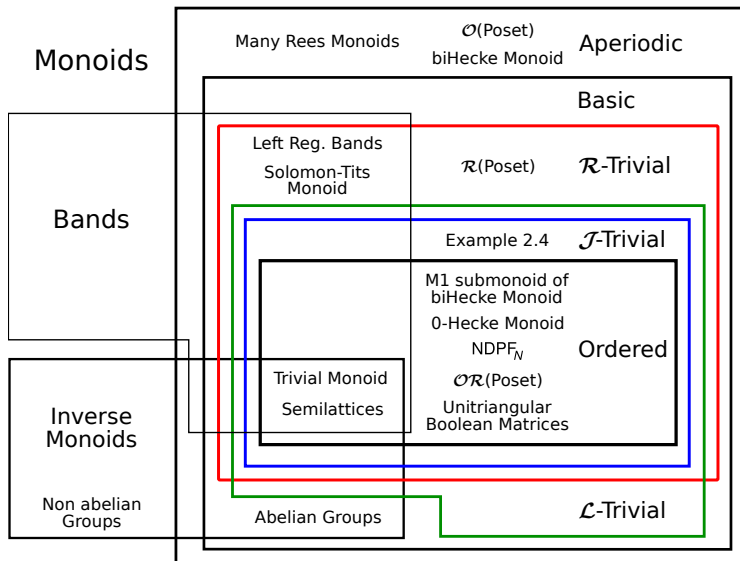 Monoids
Many Rees Monoids
𝒪(Poset)
biHecke Monoid
Aperiodic
Basic
Bands
Left Reg. Bands
Solomon-Tits
Monoid
ℛ(Poset)
ℛ-Trivial
Example 2.4
𝒥-Trivial
M1 submonoid of
biHecke Monoid
0-Hecke Monoid
NDPF_N
Ordered
𝒪ℛ(Poset)
Unitriangular
Boolean Matrices
Trivial Monoid
Semilattices
Inverse
Monoids
Non abelian
Groups
Abelian Groups
ℒ-Trivial